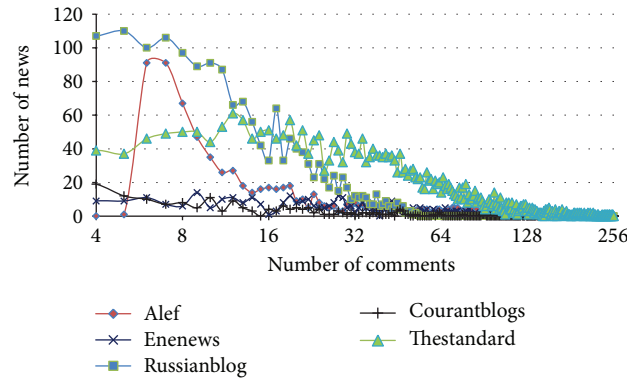 120
100
80
60
40
20
0
Number of news
4 8 16 32 64 128 256
Number of comments
Alef
Enenews
Russianblog
Courantblogs
Thestandard